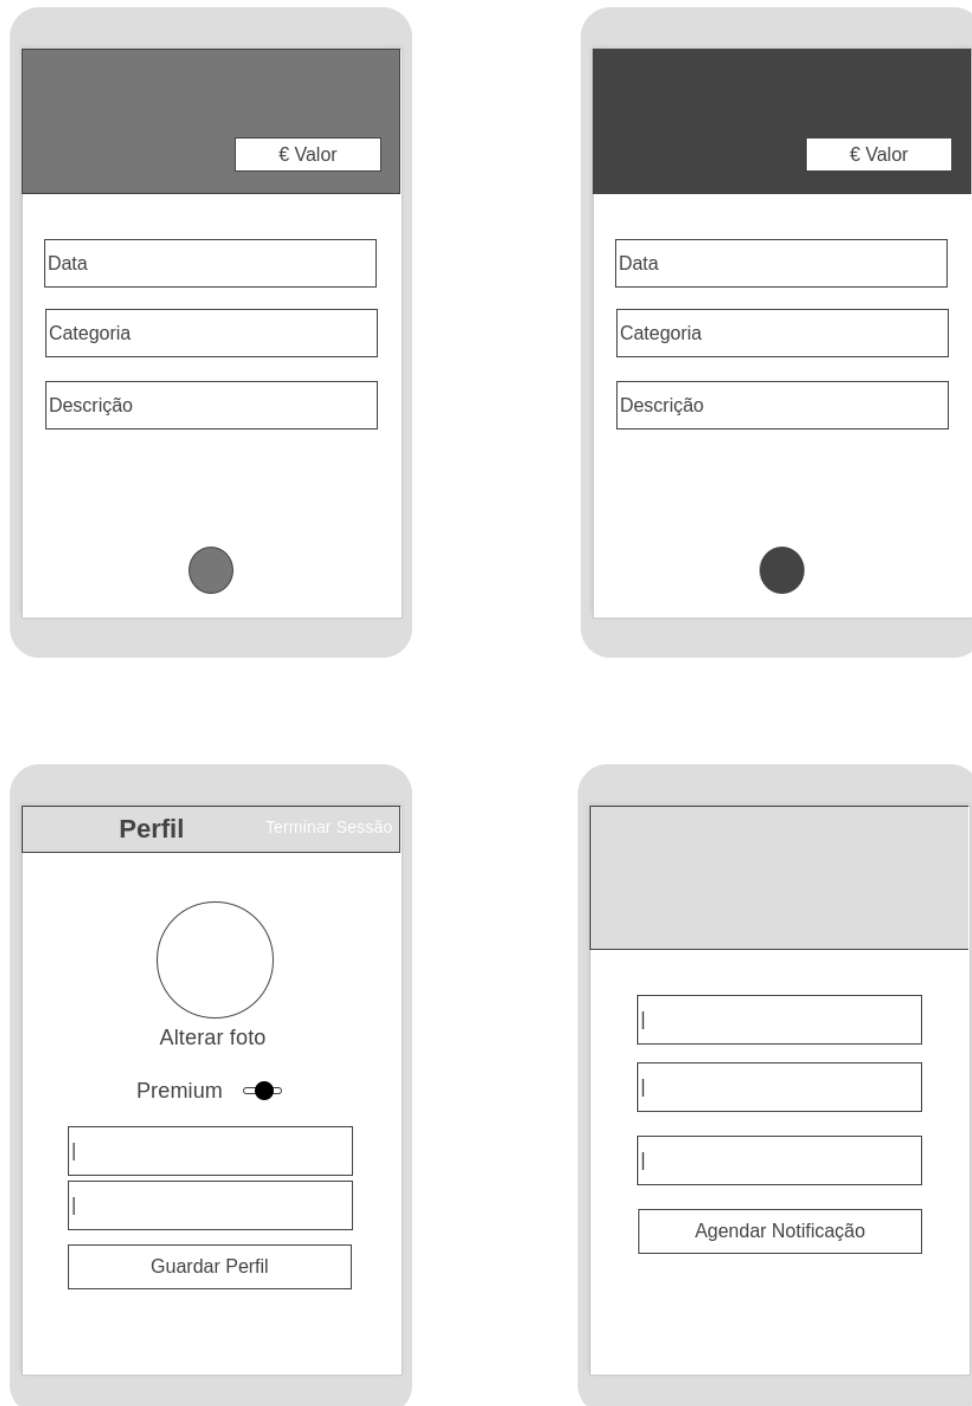 € Valor
Data
Categoria
Descrição
€ Valor
Data
Categoria
Descrição
Perfil
Terminar Sessão
Alterar foto
Premium
Guardar Perfil
Agendar Notificação